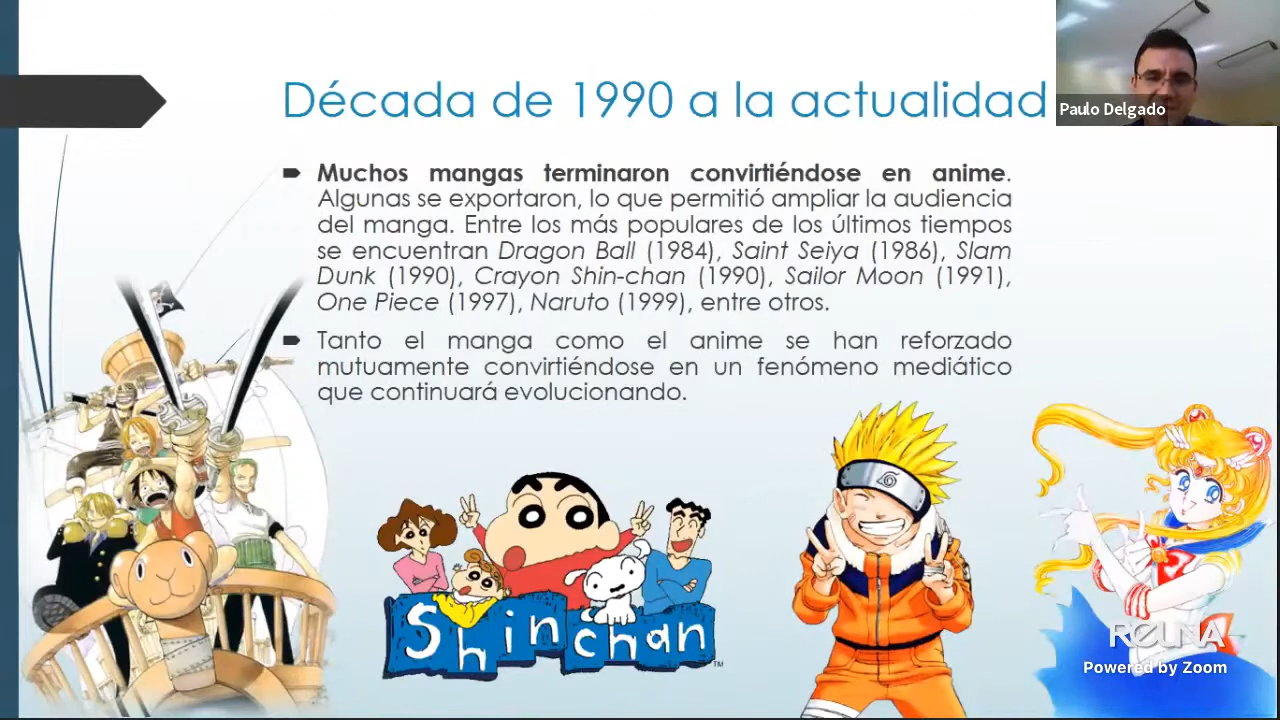 Década de 1990 a la actualidad
Paulo Delgado
Muchos mangas terminaron convirtiéndose en anime.
Algunas se exportaron, lo que permitió ampliar la audiencia
del manga. Entre los más populares de los últimos tiempos
se encuentran Dragon Ball (1984), Saint Seiya (1986), Slam
Dunk (1990), Crayon Shin-chan (1990), Sailor Moon (1991),
One Piece (1997), Naruto (1999), entre otros.
Tanto el manga como el anime se han reforzado
mutuamente convirtiéndose en un fenómeno mediático
que continuará evolucionando.
Shin chan
TM
REUNA
Powered by Zoom